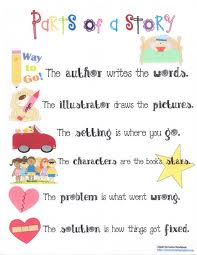 Parts of a Story
Way to Go!
The author writes the words.
The illustrator draws the pictures.
The setting is where you go.
The characters are the book's stars.
The problem is what went wrong.
The solution is how things got fixed.